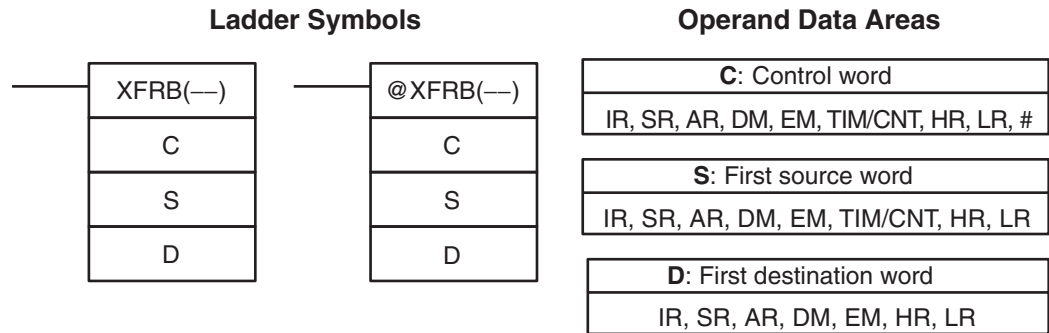 Ladder Symbols
Operand Data Areas
XFRB(––)
C
S
D
@XFRB(––)
C
S
D
C: Control word
IR, SR, AR, DM, EM, TIM/CNT, HR, LR, #
S: First source word
IR, SR, AR, DM, EM, TIM/CNT, HR, LR
D: First destination word
IR, SR, AR, DM, EM, HR, LR